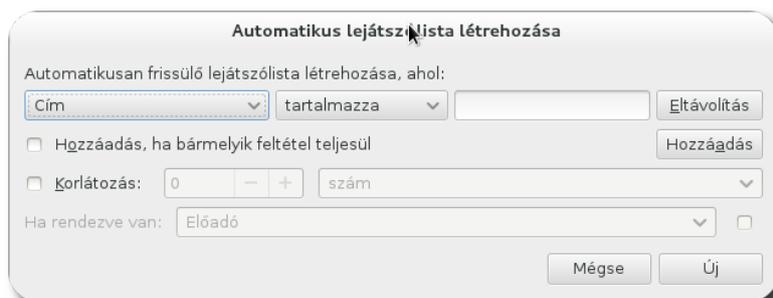 Automatikus lejátszólista létrehozása
Automatikusan frissülő lejátszólista létrehozása, ahol:
Cím tartalmazza Eltávolítás
Hozzáadás, ha bármelyik feltétel teljesül Hozzáadás
Korlátozás: 0 − + szám
Ha rendezve van: Előadó
Mégse Új